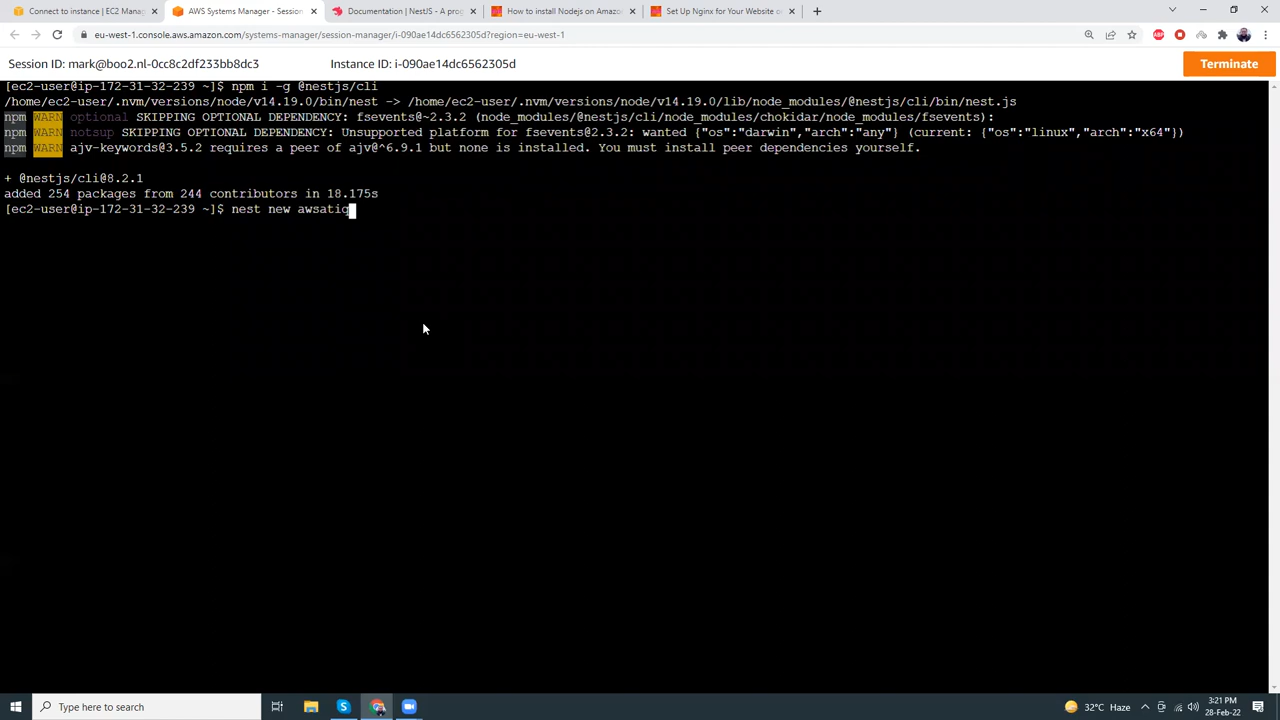 Connect to instance | EC2 Manag
AWS Systems Manager - Session
Documentation | NestJS - A prog
How to install Nodejs on Amazon
Set Up Nginx for Your Website on
eu-west-1.console.aws.amazon.com/systems-manager/session-manager/i-090ae14dc6562305d?region=eu-west-1
ABP
Session ID: mark@boo2.nl-0cc8c2df233bb8dc3
Instance ID: i-090ae14dc6562305d
Terminate
[ec2-user@ip-172-31-32-239 ~]$ npm i -g @nestjs/cli
/home/ec2-user/.nvm/versions/node/v14.19.0/bin/nest -> /home/ec2-user/.nvm/versions/node/v14.19.0/lib/node_modules/@nestjs/cli/bin/nest.js
npm WARN optional SKIPPING OPTIONAL DEPENDENCY: fsevents@~2.3.2 (node_modules/@nestjs/cli/node_modules/chokidar/node_modules/fsevents):
npm WARN notsup SKIPPING OPTIONAL DEPENDENCY: Unsupported platform for fsevents@2.3.2: wanted {"os":"darwin","arch":"any"} (current: {"os":"linux","arch":"x64"})
npm WARN ajv-keywords@3.5.2 requires a peer of ajv@^6.9.1 but none is installed. You must install peer dependencies yourself.
+ @nestjs/cli@8.2.1
added 254 packages from 244 contributors in 18.175s
[ec2-user@ip-172-31-32-239 ~]$ nest new awsatiq
Type here to search
32°C Haze
3:21 PM
28-Feb-22